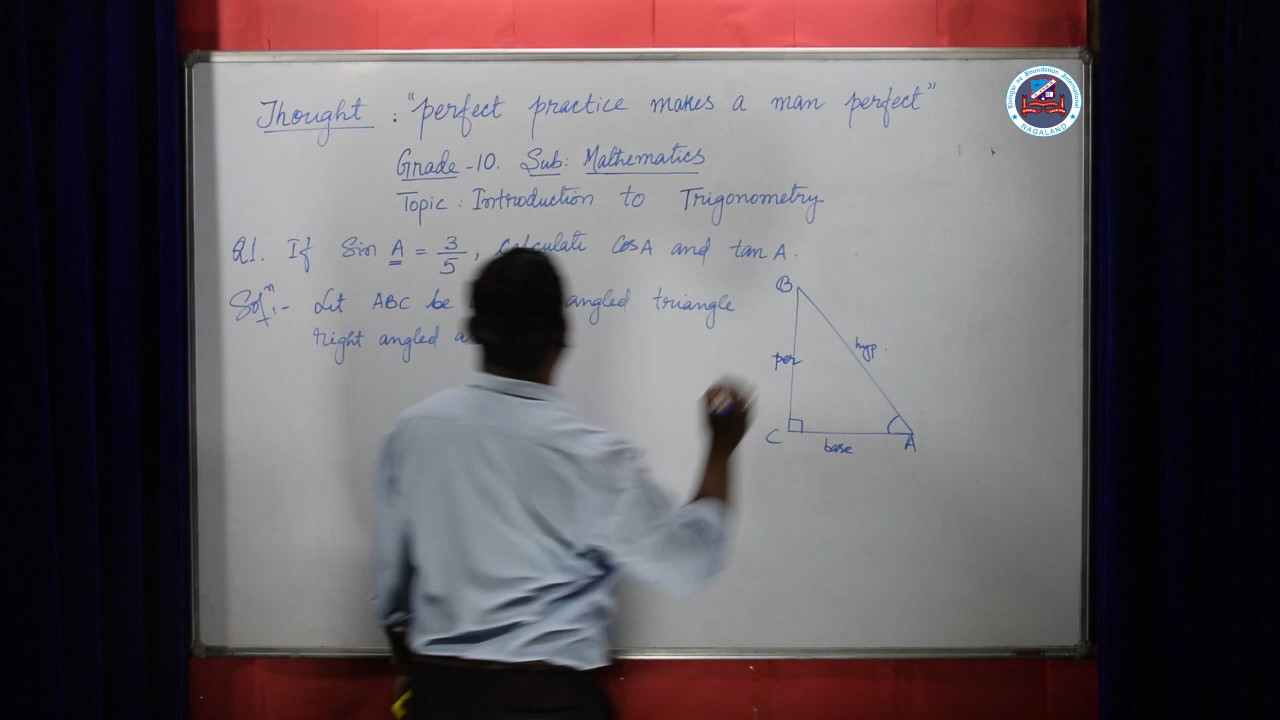 Thought : "perfect practice makes a man perfect"
Grade -10. Sub: Mathematics
Topic : Introduction to Trigonometry
Q1. If Sin A = 3/5, Calculate CosA and tan A.
Solⁿ:- Let ABC be angled triangle
right angled
B
per
hyp.
C
base
A
NAGALAND